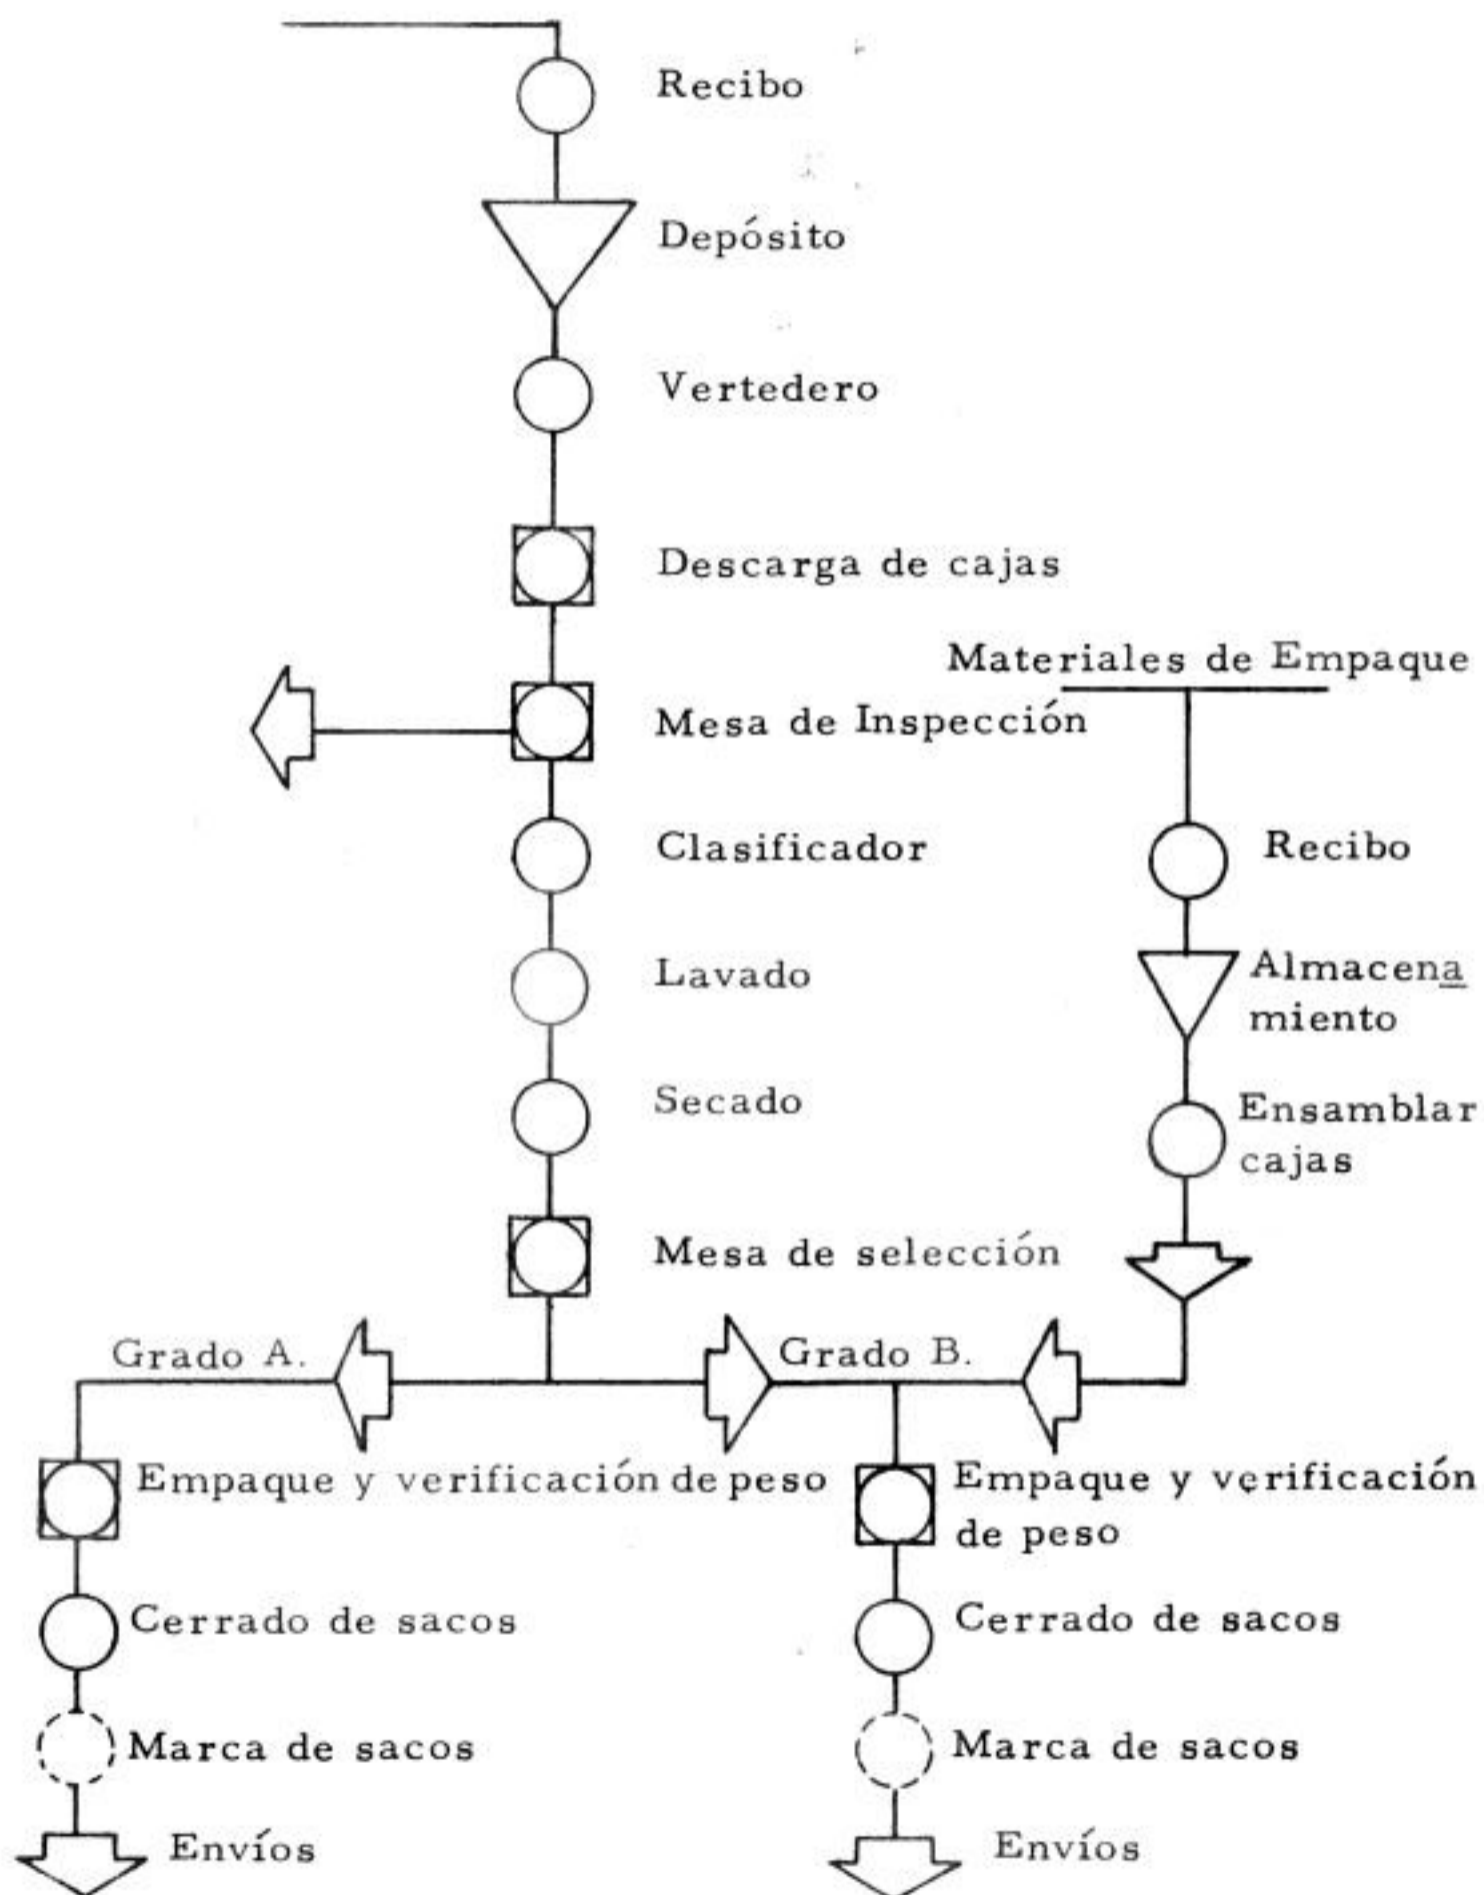 Recibo
Depósito
Vertedero
Descarga de cajas
Materiales de Empaque
Mesa de Inspección
Recibo
Clasificador
Almacena
miento
Lavado
Secado
Ensamblar
cajas
Mesa de selección
Grado A.
Grado B.
Empaque y verificación de peso
Empaque y verificación
de peso
Cerrado de sacos
Cerrado de sacos
Marca de sacos
Marca de sacos
Envíos
Envíos